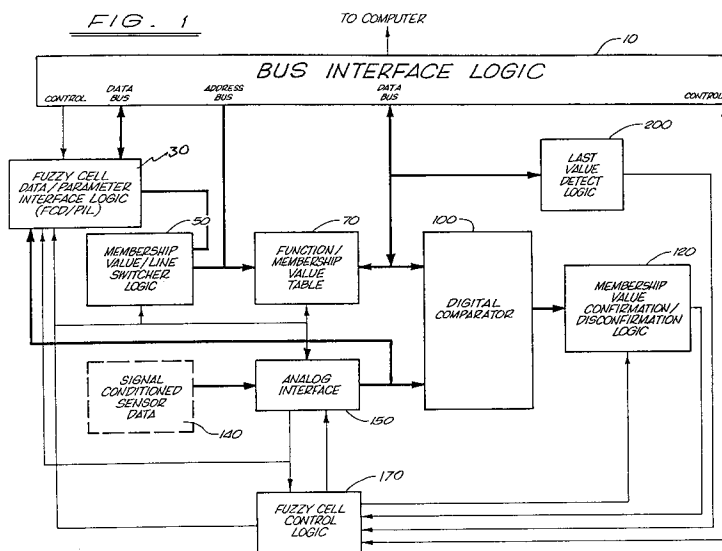 FIG. 1
TO COMPUTER
10
BUS INTERFACE LOGIC
CONTROL
DATA
BUS
ADDRESS
BUS
DATA
BUS
CONTROL
30
FUZZY CELL
DATA/PARAMETER
INTERFACE LOGIC
(FCD/PIL)
200
LAST
VALUE
DETECT
LOGIC
50
MEMBERSHIP
VALUE/LINE
SWITCHER
LOGIC
70
FUNCTION/
MEMBERSHIP
VALUE
TABLE
100
DIGITAL
COMPARATOR
120
MEMBERSHIP
VALUE
CONFIRMATION/
DISCONFIRMATION
LOGIC
SIGNAL
CONDITIONED
SENSOR
DATA
140
ANALOG
INTERFACE
150
170
FUZZY CELL
CONTROL
LOGIC